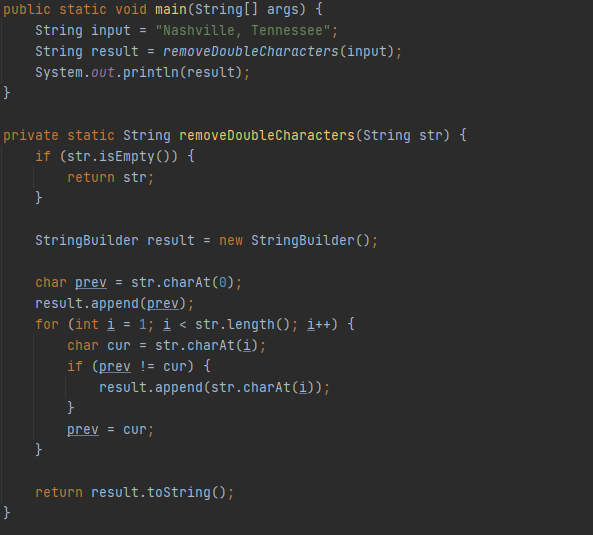 public static void main(String[] args) {
    String input = "Nashville, Tennessee";
    String result = removeDoubleCharacters(input);
    System.out.println(result);
}

private static String removeDoubleCharacters(String str) {
    if (str.isEmpty()) {
        return str;
    }

    StringBuilder result = new StringBuilder();

    char prev = str.charAt(0);
    result.append(prev);
    for (int i = 1; i < str.length(); i++) {
        char cur = str.charAt(i);
        if (prev != cur) {
            result.append(str.charAt(i));
        }
        prev = cur;
    }

    return result.toString();
}